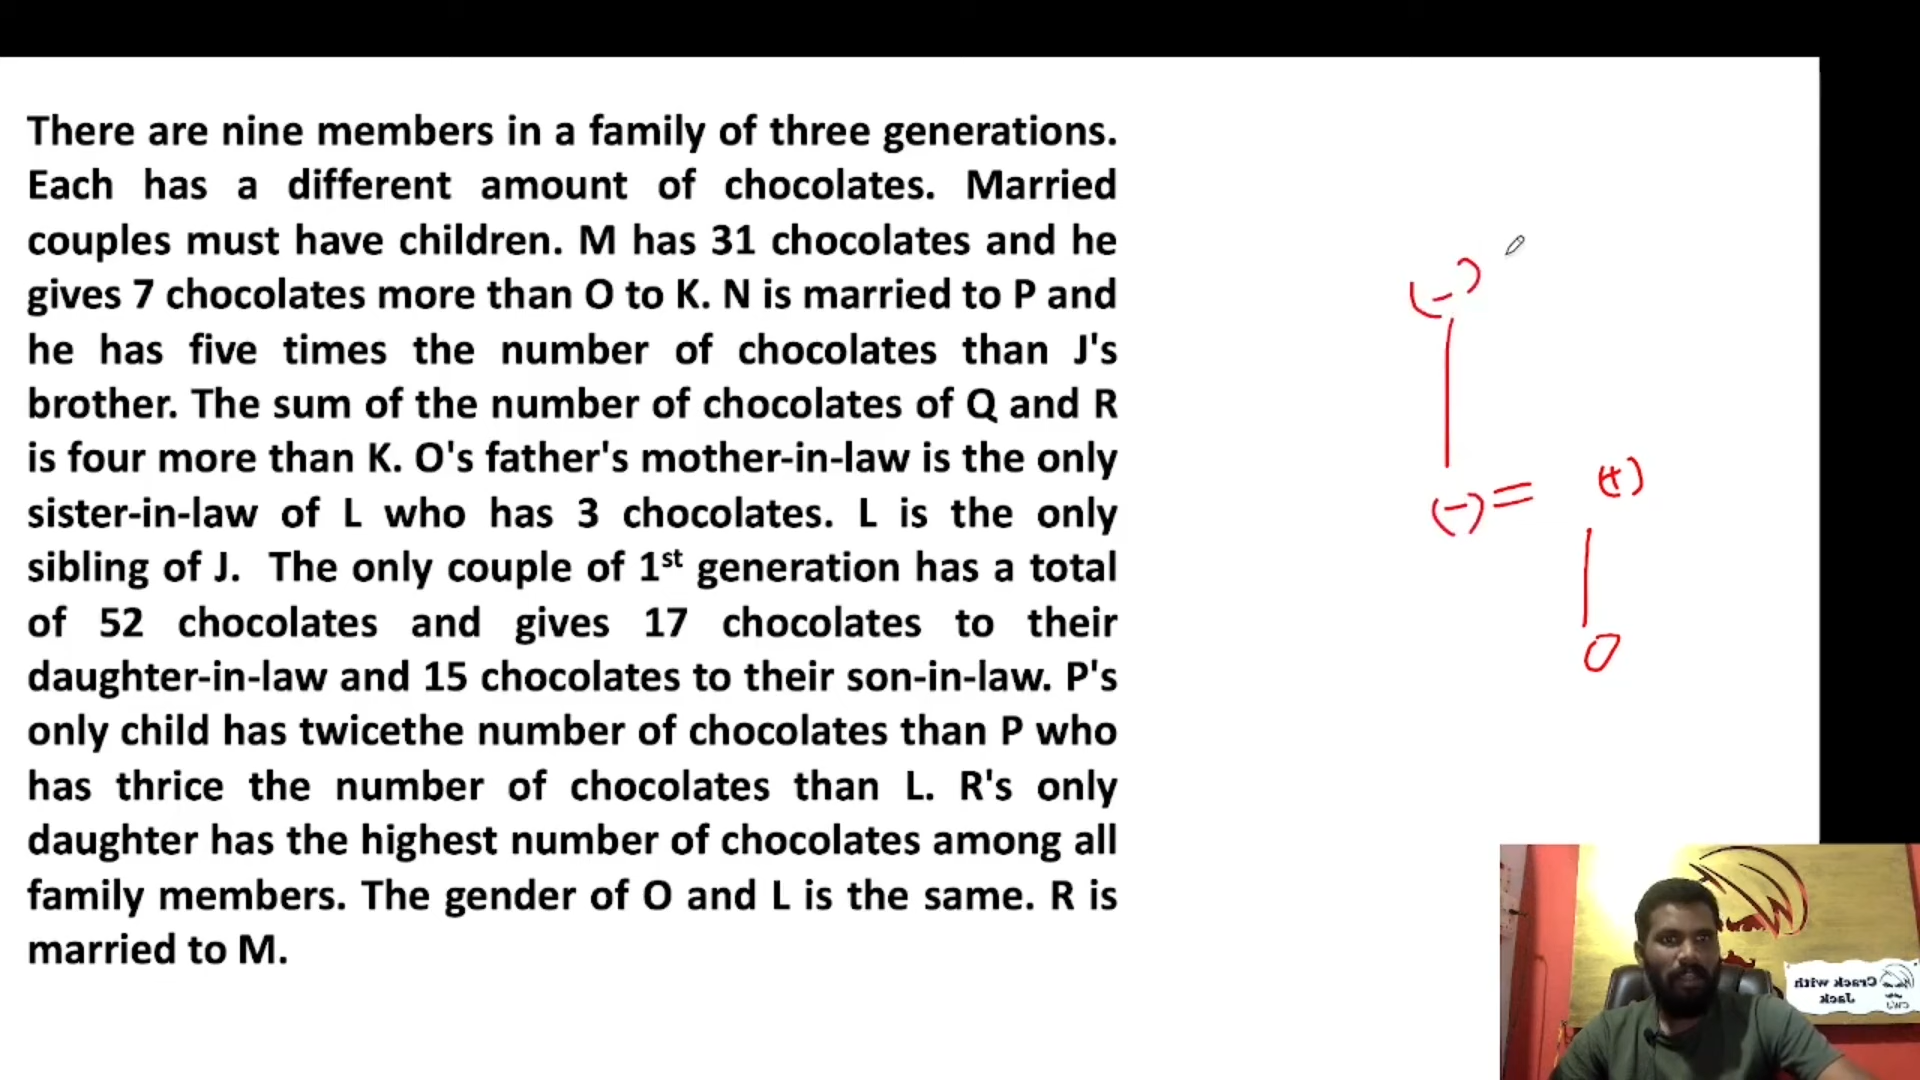 There are nine members in a family of three generations.
Each has a different amount of chocolates. Married
couples must have children. M has 31 chocolates and he
gives 7 chocolates more than O to K. N is married to P and
he has five times the number of chocolates than J's
brother. The sum of the number of chocolates of Q and R
is four more than K. O's father's mother-in-law is the only
sister-in-law of L who has 3 chocolates. L is the only
sibling of J. The only couple of 1st generation has a total
of 52 chocolates and gives 17 chocolates to their
daughter-in-law and 15 chocolates to their son-in-law. P's
only child has twicethe number of chocolates than P who
has thrice the number of chocolates than L. R's only
daughter has the highest number of chocolates among all
family members. The gender of O and L is the same. R is
married to M.
(-)
(-) = (+)
O
Crack with
Jack
CWJ